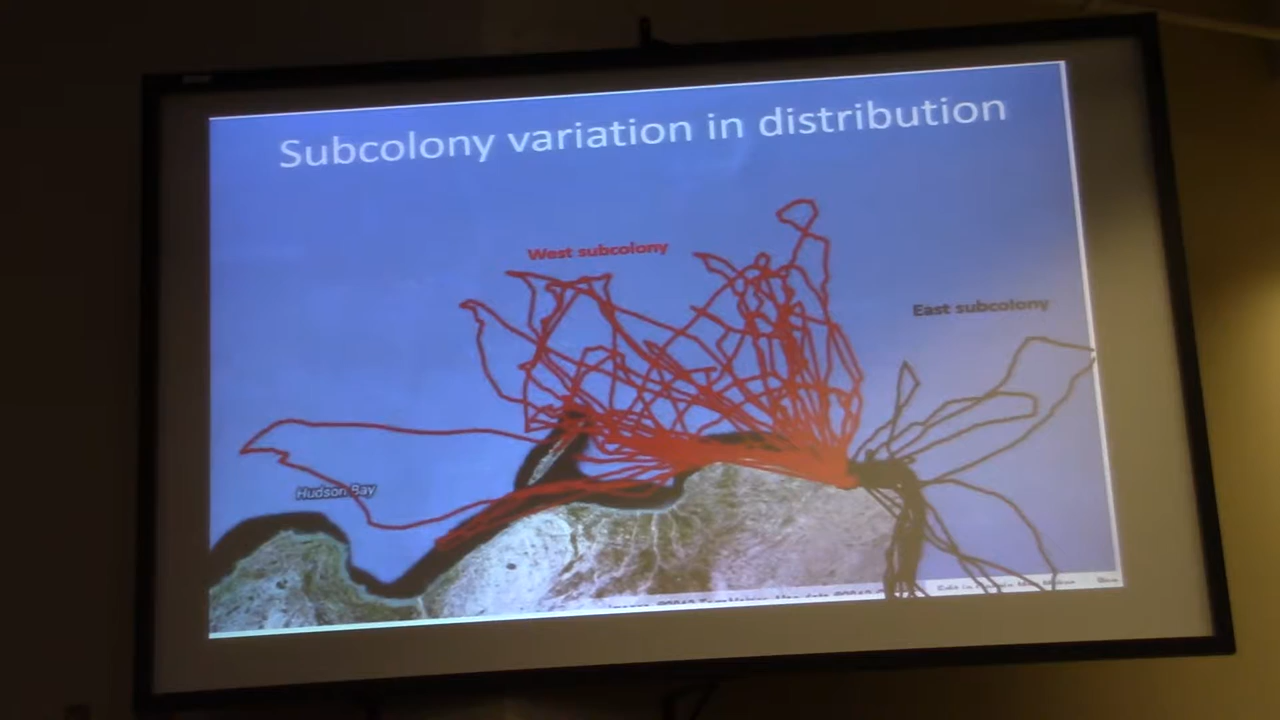 Subcolony variation in distribution
West subcolony
East subcolony
Hudson Bay